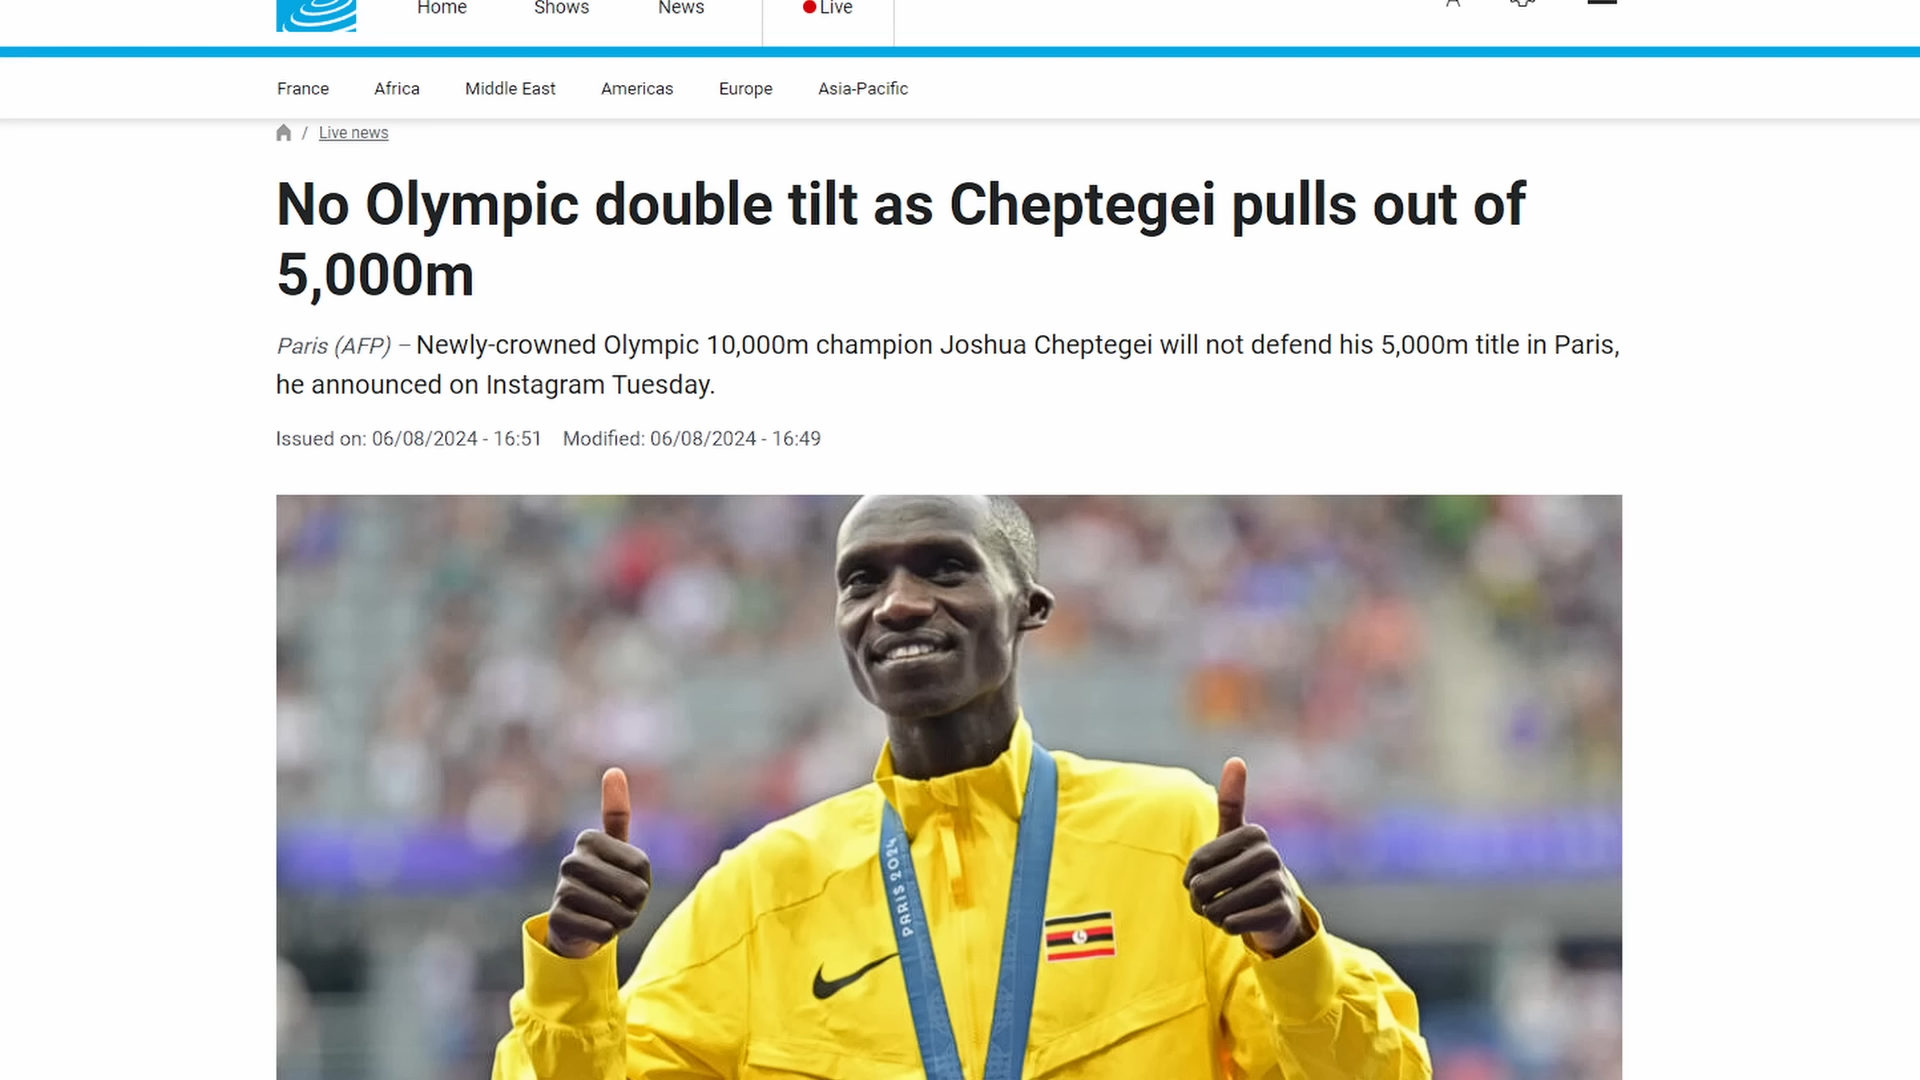 Home Shows News Live
France Africa Middle East Americas Europe Asia-Pacific
/ Live news
No Olympic double tilt as Cheptegei pulls out of
5,000m
Paris (AFP) – Newly-crowned Olympic 10,000m champion Joshua Cheptegei will not defend his 5,000m title in Paris,
he announced on Instagram Tuesday.
Issued on: 06/08/2024 - 16:51 Modified: 06/08/2024 - 16:49
PARIS 2024